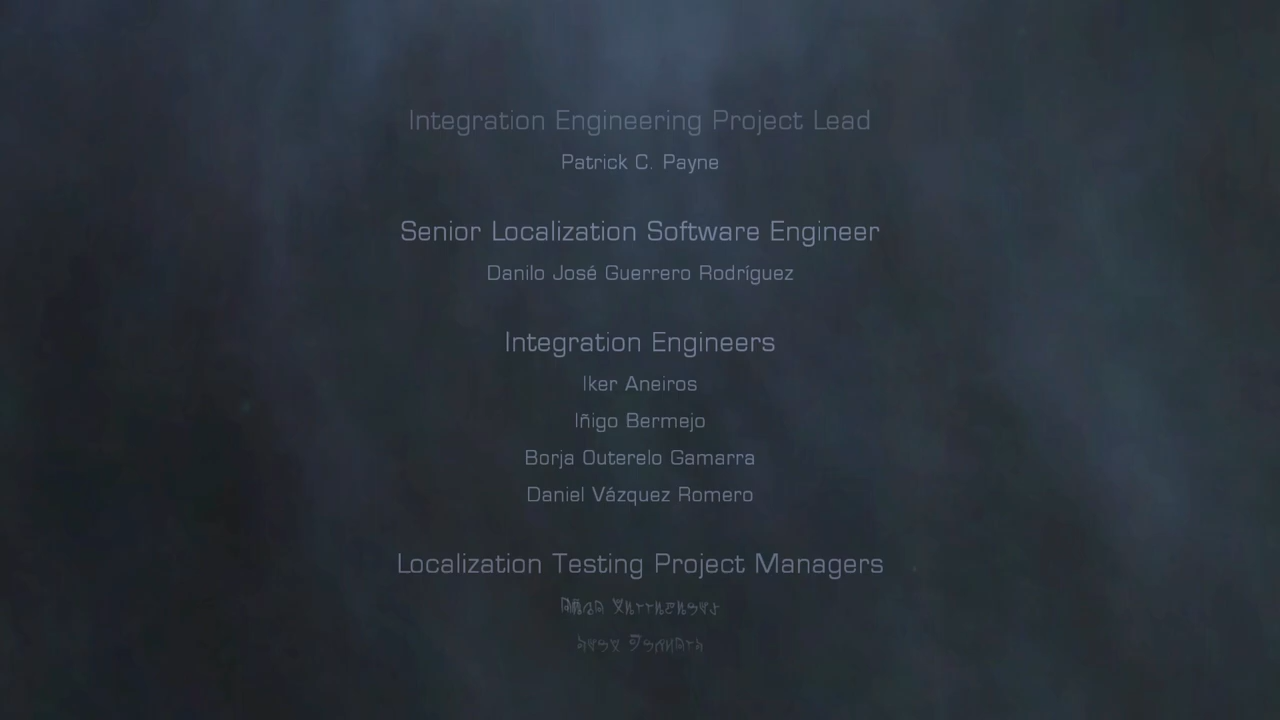 Integration Engineering Project Lead
Patrick C. Payne
Senior Localization Software Engineer
Danilo José Guerrero Rodríguez
Integration Engineers
Iker Aneiros
Iñigo Bermejo
Borja Outerelo Gamarra
Daniel Vázquez Romero
Localization Testing Project Managers